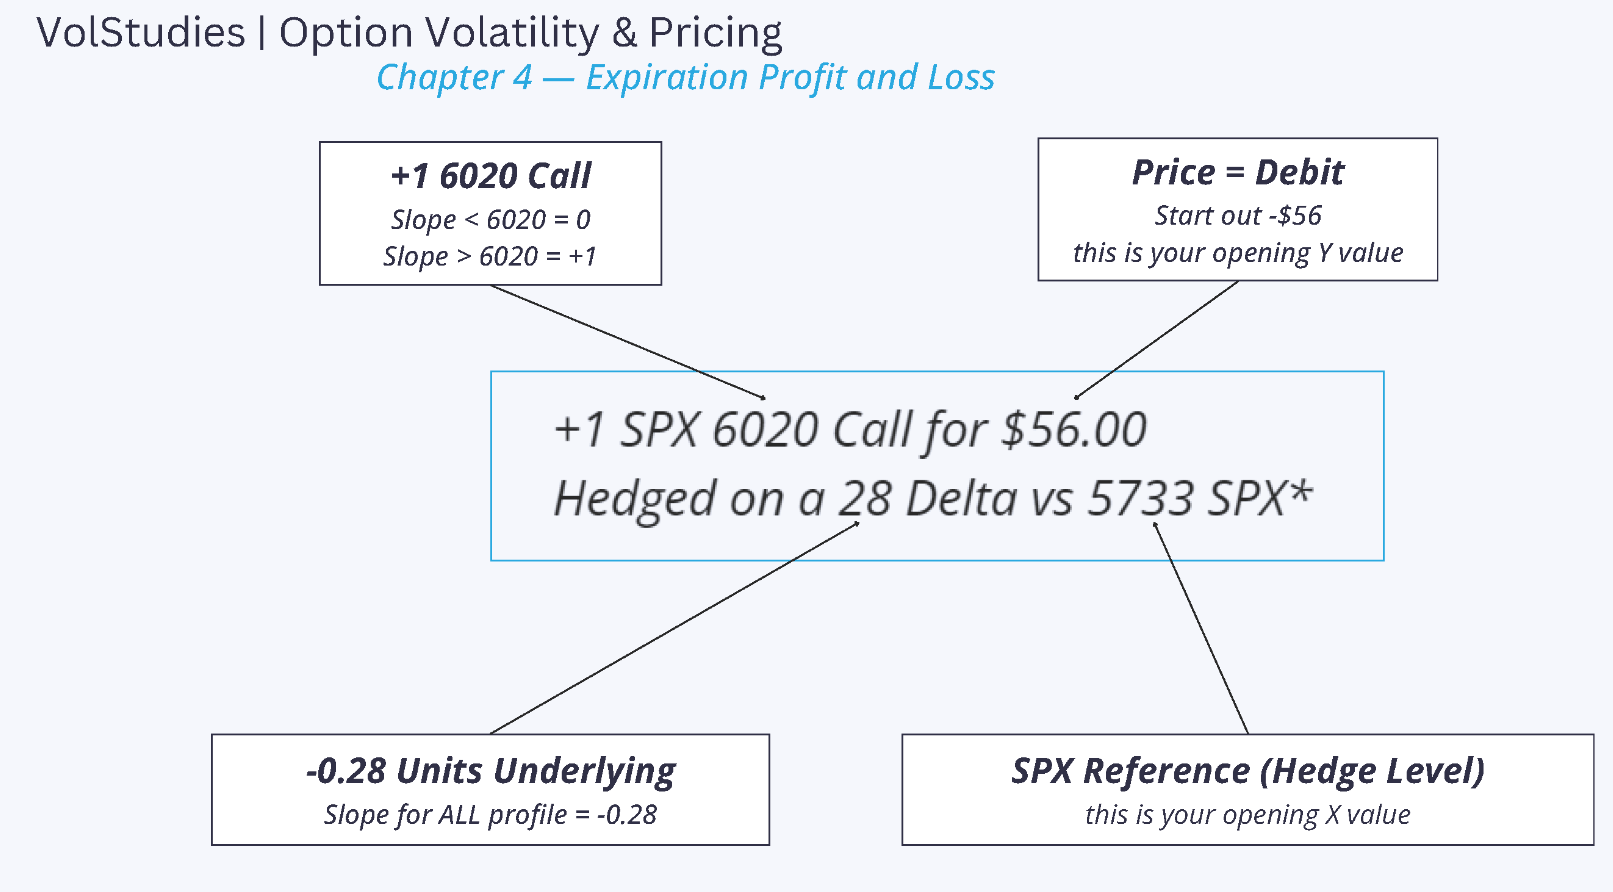 VolStudies | Option Volatility & Pricing
Chapter 4 — Expiration Profit and Loss
+1 6020 Call
Slope < 6020 = 0
Slope > 6020 = +1
Price = Debit
Start out -$56
this is your opening Y value
+1 SPX 6020 Call for $56.00
Hedged on a 28 Delta vs 5733 SPX*
-0.28 Units Underlying
Slope for ALL profile = -0.28
SPX Reference (Hedge Level)
this is your opening X value